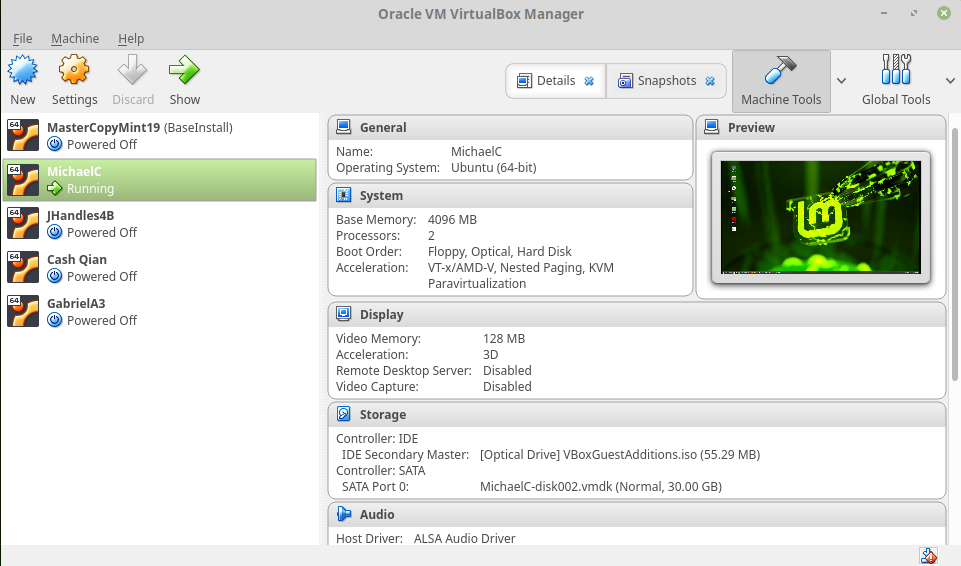 Oracle VM VirtualBox Manager
File Machine Help
New Settings Discard Show
Details Snapshots
Machine Tools Global Tools
64
MasterCopyMint19 (BaseInstall)
Powered Off
64
MichaelC
Running
64
JHandles4B
Powered Off
64
Cash Qian
Powered Off
64
GabrielA3
Powered Off
General
Name: MichaelC
Operating System: Ubuntu (64-bit)
Preview
System
Base Memory: 4096 MB
Processors: 2
Boot Order: Floppy, Optical, Hard Disk
Acceleration: VT-x/AMD-V, Nested Paging, KVM
Paravirtualization
Display
Video Memory: 128 MB
Acceleration: 3D
Remote Desktop Server: Disabled
Video Capture: Disabled
Storage
Controller: IDE
IDE Secondary Master: [Optical Drive] VBoxGuestAdditions.iso (55.29 MB)
Controller: SATA
SATA Port 0: MichaelC-disk002.vmdk (Normal, 30.00 GB)
Audio
Host Driver: ALSA Audio Driver